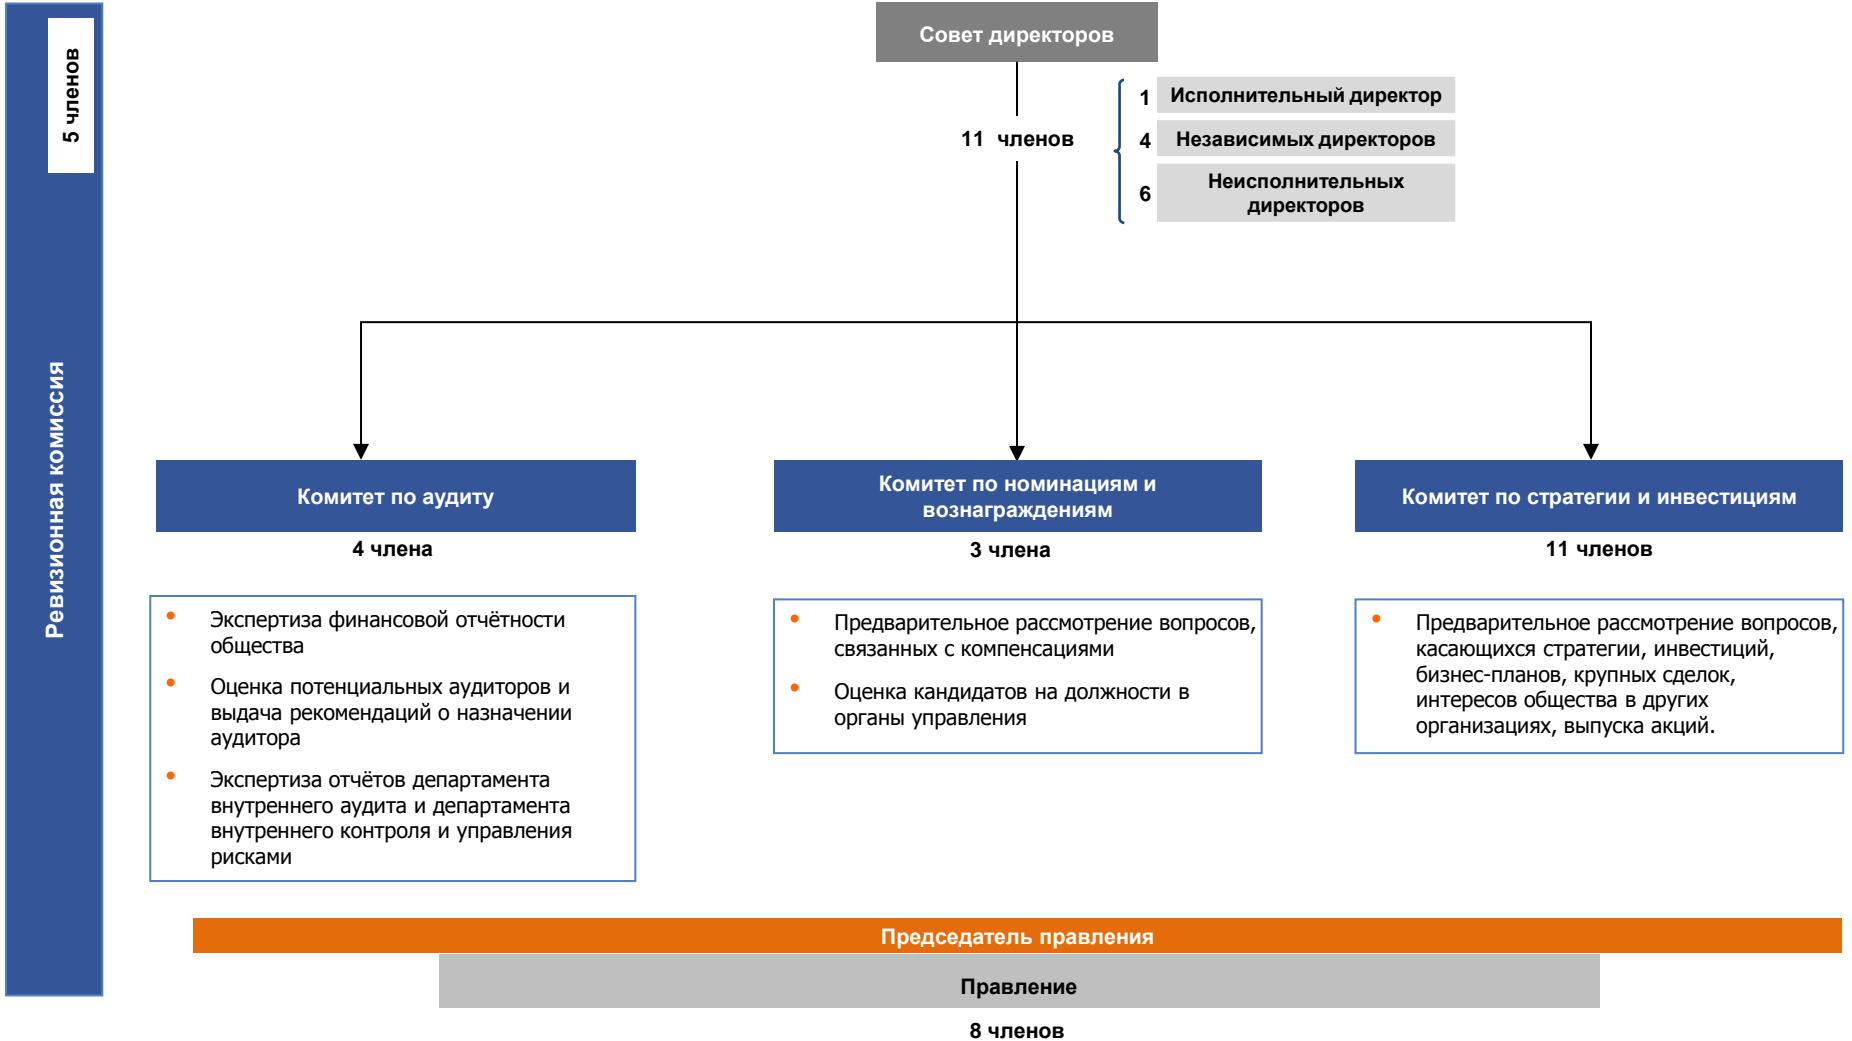 5 членов
Ревизионная комиссия
Совет директоров
11 членов
1 Исполнительный директор
4 Независимых директоров
6 Неисполнительных
директоров
Комитет по аудиту
4 члена
• Экспертиза финансовой отчётности
общества
• Оценка потенциальных аудиторов и
выдача рекомендаций о назначении
аудитора
• Экспертиза отчётов департамента
внутреннего аудита и департамента
внутреннего контроля и управления
рисками
Комитет по номинациям и
вознаграждениям
3 члена
• Предварительное рассмотрение вопросов,
связанных с компенсациями
• Оценка кандидатов на должности в
органы управления
Комитет по стратегии и инвестициям
11 членов
• Предварительное рассмотрение вопросов,
касающихся стратегии, инвестиций,
бизнес-планов, крупных сделок,
интересов общества в других
организациях, выпуска акций.
Председатель правления
Правление
8 членов